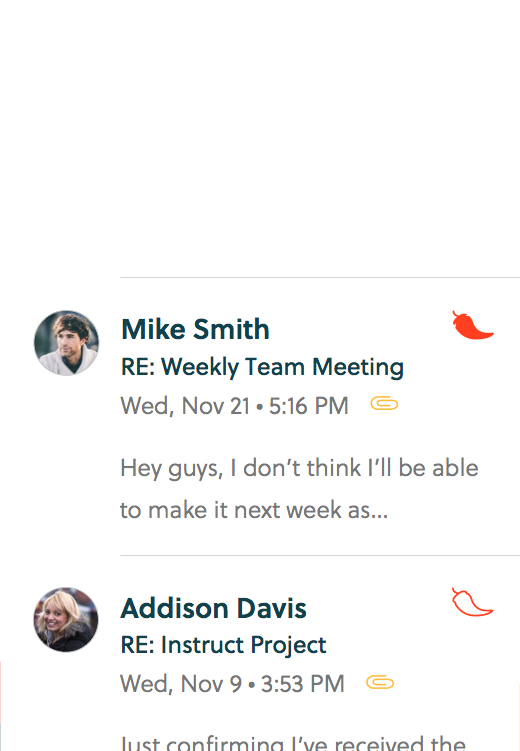 Mike Smith
RE: Weekly Team Meeting
Wed, Nov 21 • 5:16 PM
Hey guys, I don’t think I’ll be able
to make it next week as...
Addison Davis
RE: Instruct Project
Wed, Nov 9 • 3:53 PM
Just confirming I’ve received the